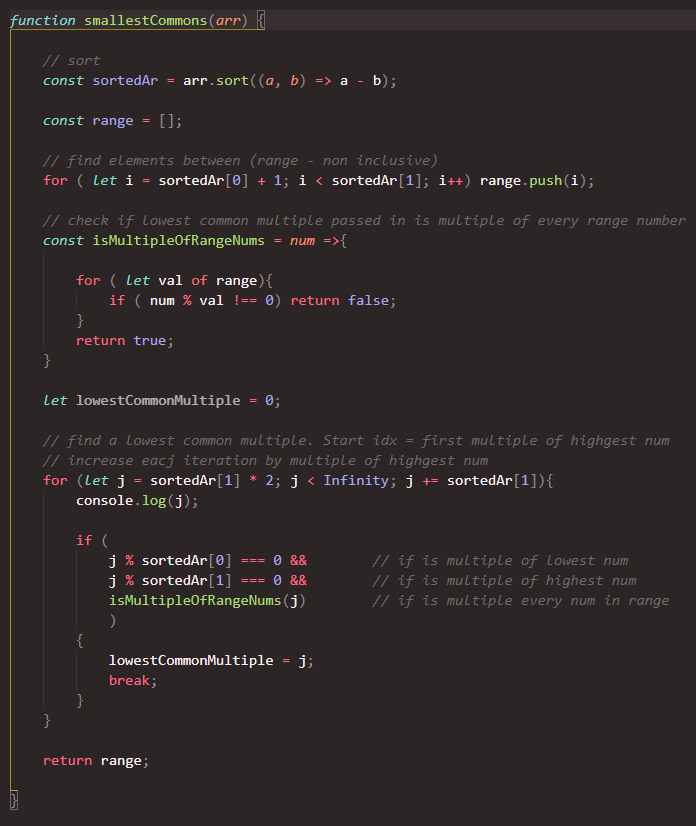 function smallestCommons(arr) {
// sort
const sortedAr = arr.sort((a, b) => a - b);
const range = [];
// find elements between (range - non inclusive)
for ( let i = sortedAr[0] + 1; i < sortedAr[1]; i++) range.push(i);
// check if lowest common multiple passed in is multiple of every range number
const isMultipleOfRangeNums = num =>{
for ( let val of range){
if ( num % val !== 0) return false;
}
return true;
}
let lowestCommonMultiple = 0;
// find a lowest common multiple. Start idx = first multiple of highgest num
// increase eacj iteration by multiple of highgest num
for (let j = sortedAr[1] * 2; j < Infinity; j += sortedAr[1]){
console.log(j);
if (
j % sortedAr[0] === 0 && // if is multiple of lowest num
j % sortedAr[1] === 0 && // if is multiple of highest num
isMultipleOfRangeNums(j) // if is multiple every num in range
)
{
lowestCommonMultiple = j;
break;
}
}
return range;
}